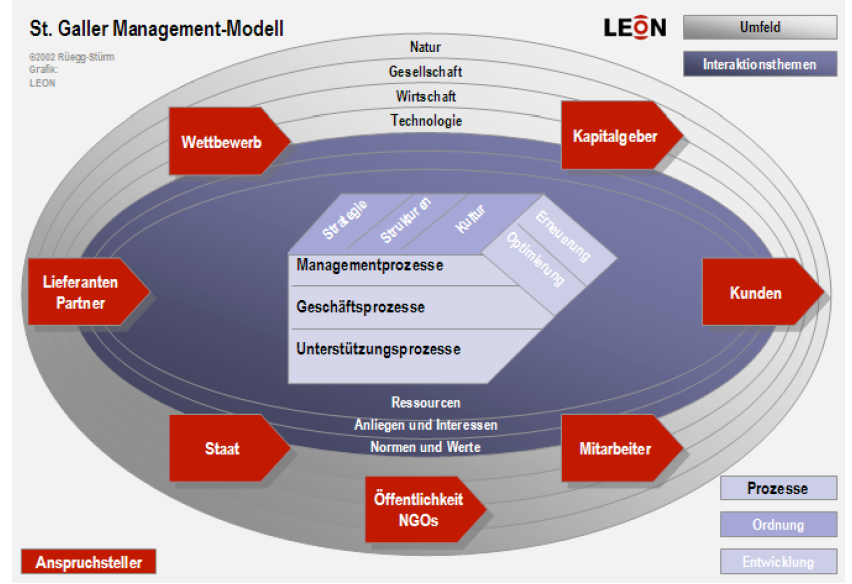 St. Galler Management-Modell
©2002 Rüegg-Stürm
Grafik:
LEON
LEON
Umfeld
Interaktionsthemen
Natur
Gesellschaft
Wirtschaft
Technologie
Wettbewerb
Kapitalgeber
Strategie
Strukturen
Kultur
Erneuerung
Optimierung
Managementprozesse
Geschäftsprozesse
Unterstützungsprozesse
Lieferanten
Partner
Kunden
Ressourcen
Anliegen und Interessen
Normen und Werte
Staat
Mitarbeiter
Öffentlichkeit
NGOs
Prozesse
Ordnung
Entwicklung
Anspruchsteller